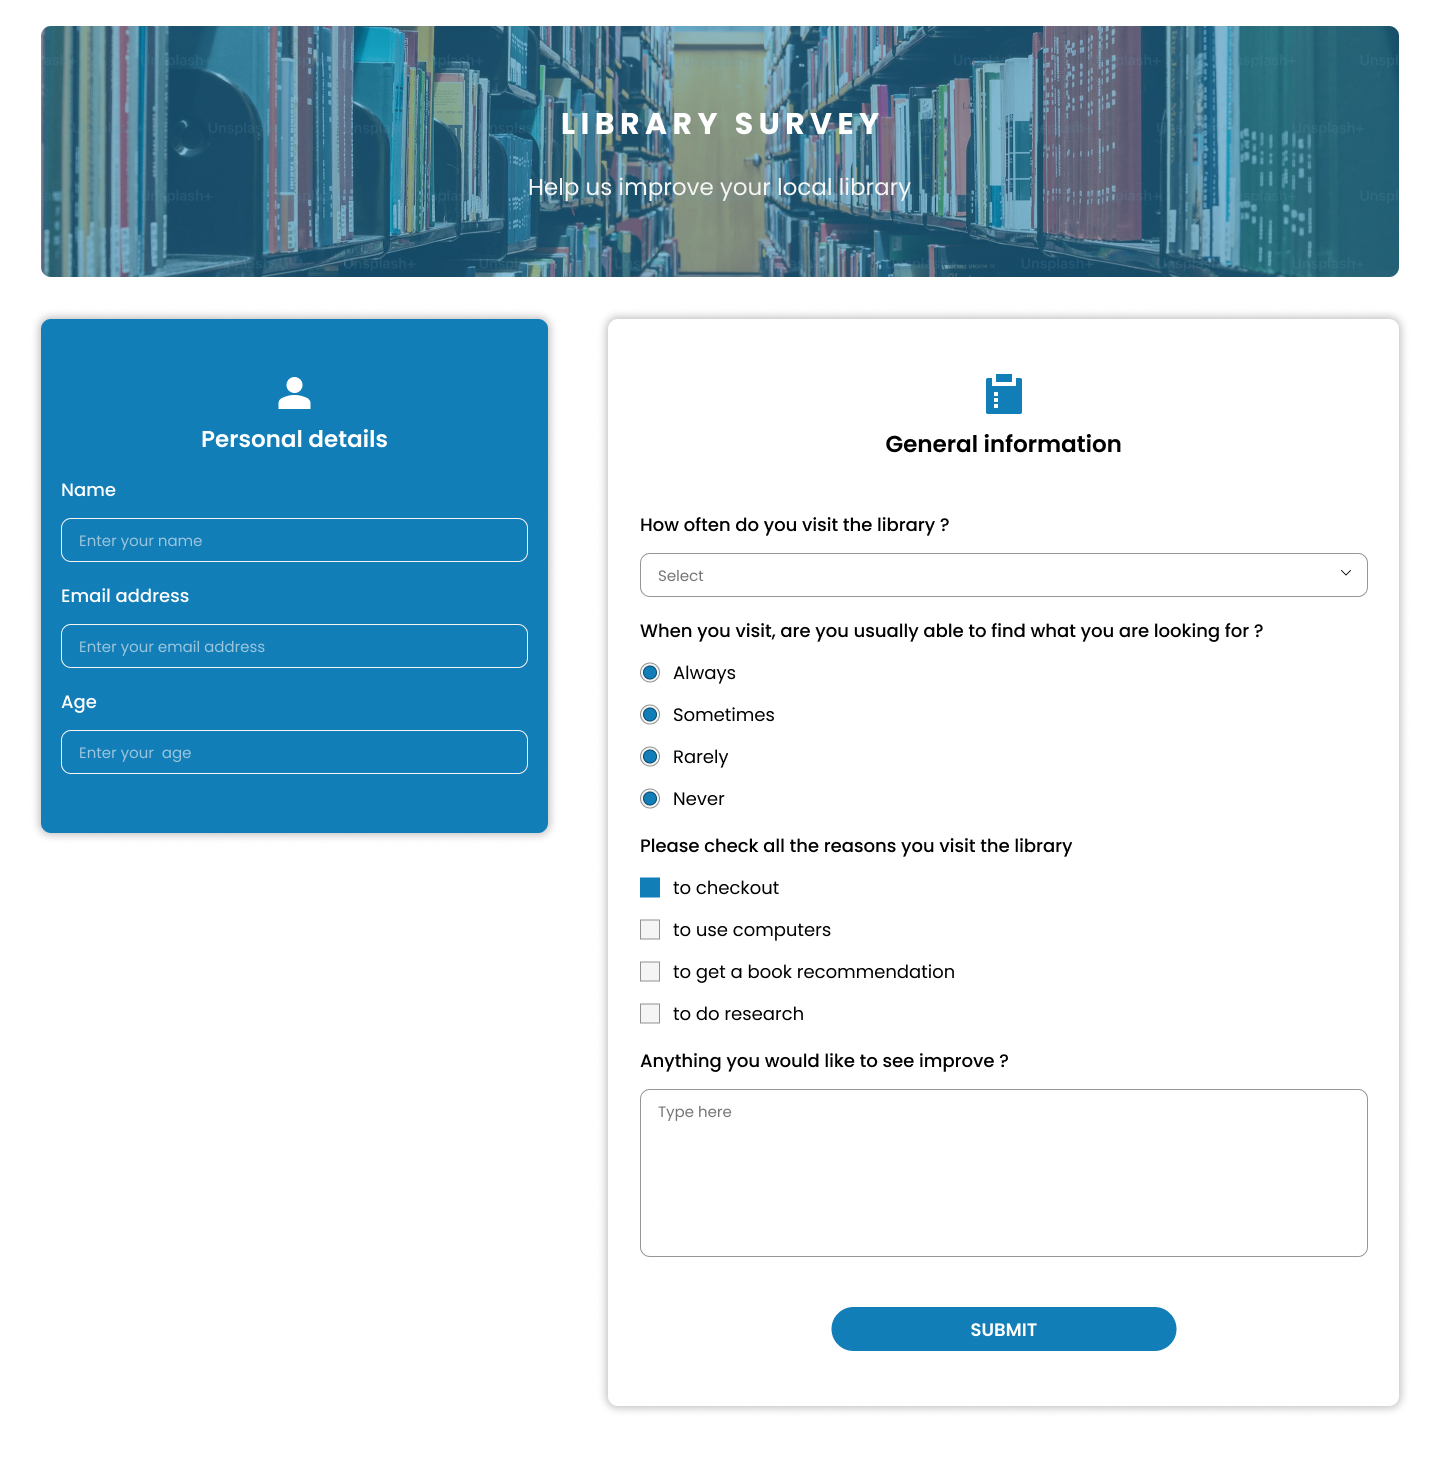 LIBRARY SURVEY
Help us improve your local library
Personal details
Name
Enter your name
Email address
Enter your email address
Age
Enter your  age
General information
How often do you visit the library ?
Select
When you visit, are you usually able to find what you are looking for ?
Always
Sometimes
Rarely
Never
Please check all the reasons you visit the library
to checkout
to use computers
to get a book recommendation
to do research
Anything you would like to see improve ?
Type here
SUBMIT